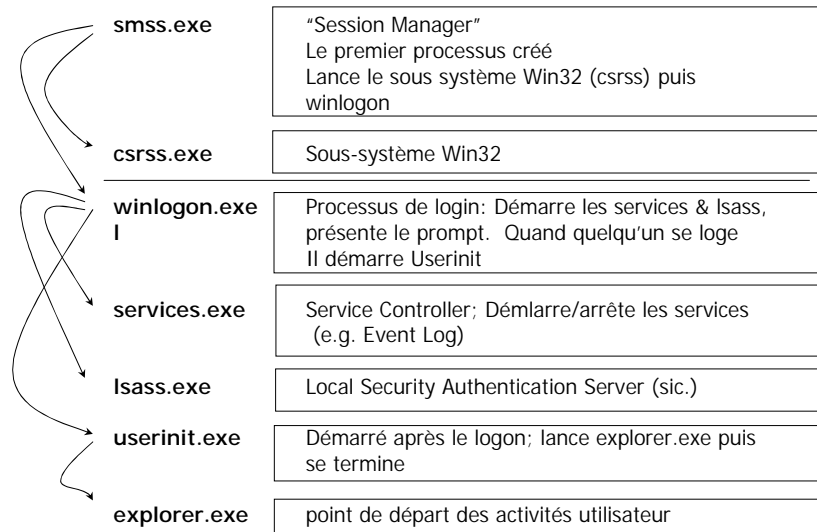 smss.exe
“Session Manager”
Le premier processus créé
Lance le sous système Win32 (csrss) puis
winlogon
csrss.exe
Sous-système Win32
winlogon.exe
l
Processus de login: Démarre les services & lsass,
présente le prompt. Quand quelqu’un se loge
Il démarre Userinit
services.exe
Service Controller; Démlarre/arrête les services
(e.g. Event Log)
lsass.exe
Local Security Authentication Server (sic.)
userinit.exe
Démarré après le logon; lance explorer.exe puis
se termine
explorer.exe
point de départ des activités utilisateur